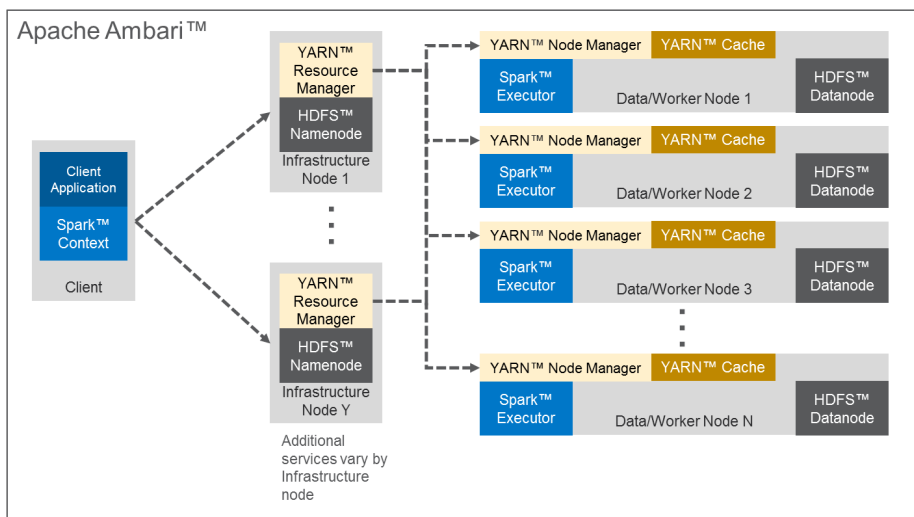 Apache Ambari™
Client
Application
Spark™
Context
Client
YARN™
Resource
Manager
HDFS™
Namenode
Infrastructure
Node 1
YARN™
Resource
Manager
HDFS™
Namenode
Infrastructure
Node Y
Additional
services vary by
Infrastructure
node
YARN™ Node Manager
YARN™ Cache
Spark™
Executor
Data/Worker Node 1
HDFS™
Datanode
YARN™ Node Manager
YARN™ Cache
Spark™
Executor
Data/Worker Node 2
HDFS™
Datanode
YARN™ Node Manager
YARN™ Cache
Spark™
Executor
Data/Worker Node 3
HDFS™
Datanode
YARN™ Node Manager
YARN™ Cache
Spark™
Executor
Data/Worker Node N
HDFS™
Datanode